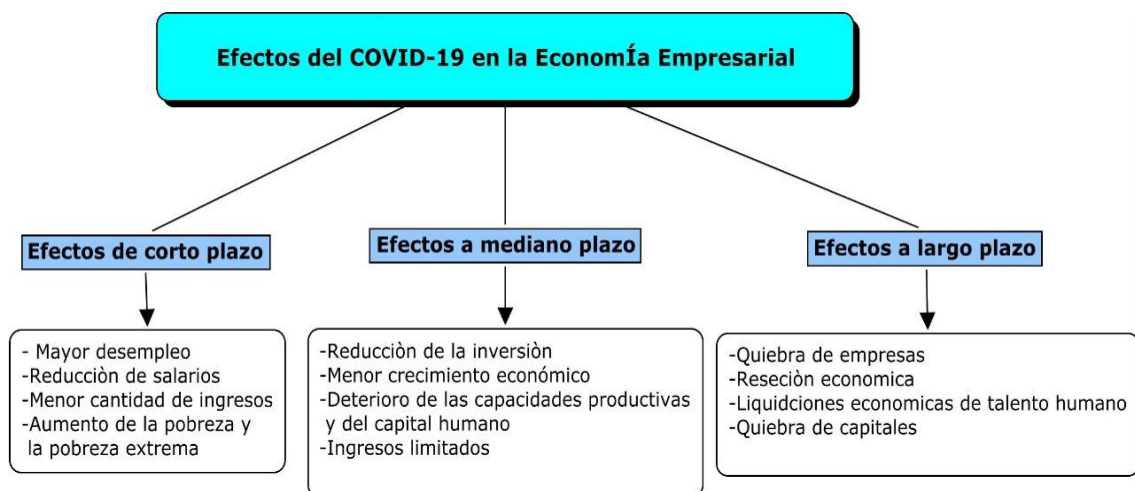 Efectos del COVID-19 en la EconomÍa Empresarial
Efectos de corto plazo
- Mayor desempleo
-Reducciòn de salarios
-Menor cantidad de ingresos
-Aumento de la pobreza y
la pobreza extrema
Efectos a mediano plazo
-Reducciòn de la inversiòn
-Menor crecimiento económico
-Deterioro de las capacidades productivas
y del capital humano
-Ingresos limitados
Efectos a largo plazo
-Quiebra de empresas
-Reseciòn economica
-Liquidciones economicas de talento humano
-Quiebra de capitales